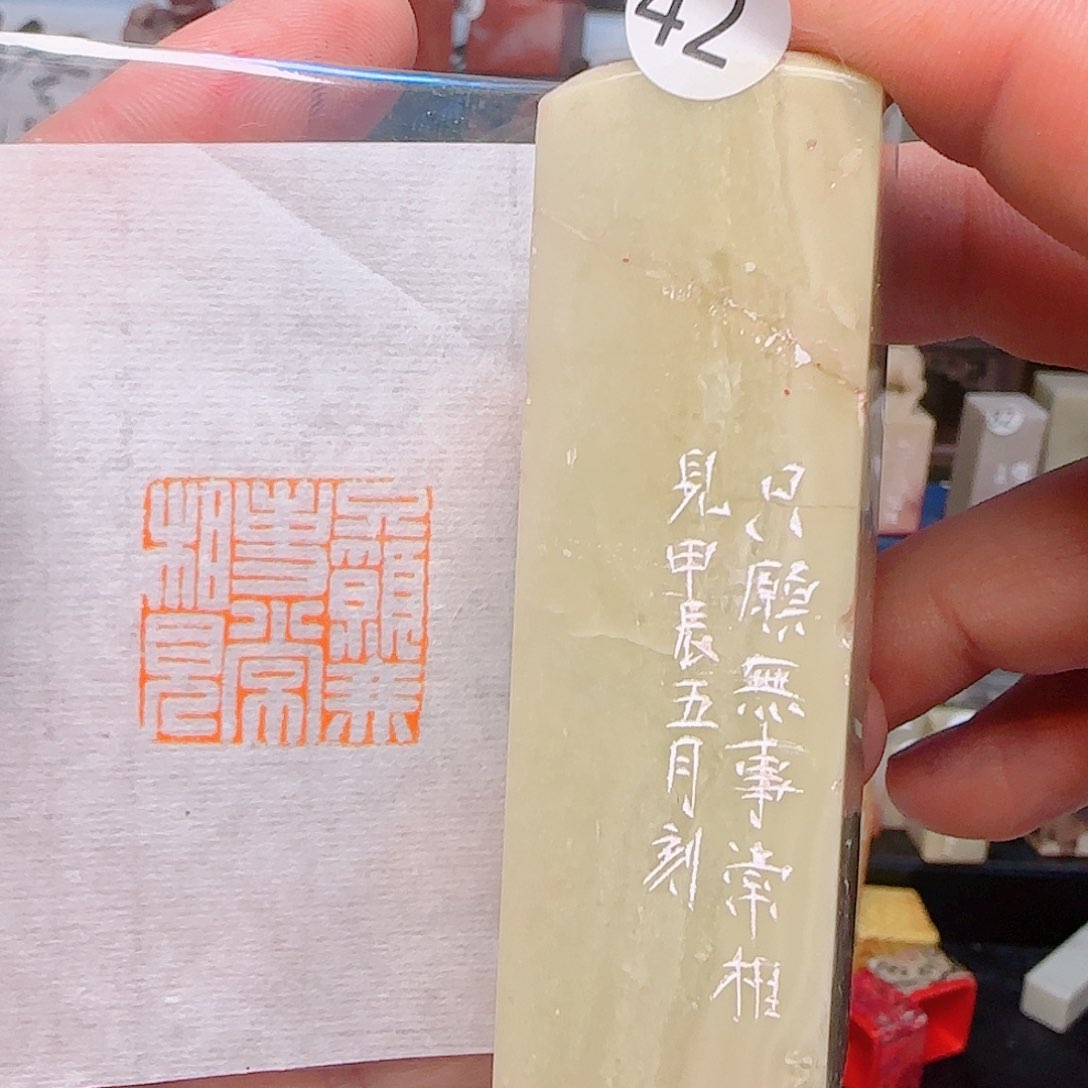 42
只願無事常相
見甲辰五月刻
只願無
事常
相見